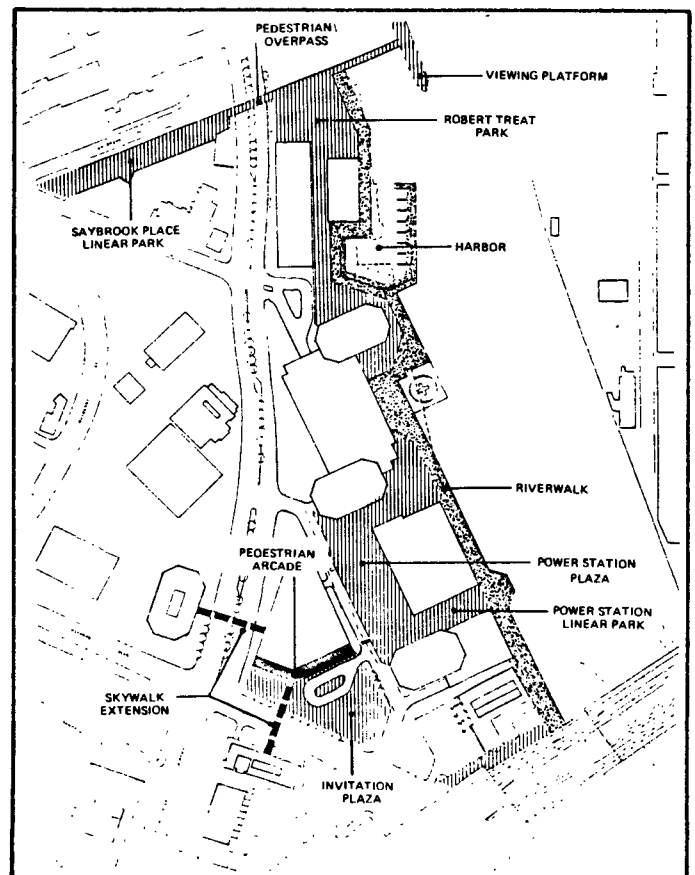 PEDESTRIAN
OVERPASS
VIEWING PLATFORM
ROBERT TREAT
PARK
SAYBROOK PLACE
LINEAR PARK
HARBOR
RIVERWALK
PEDESTRIAN
ARCADE
POWER STATION
PLAZA
POWER STATION
LINEAR PARK
SKYWALK
EXTENSION
INVITATION
PLAZA